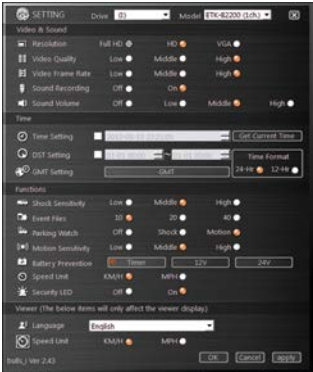 SETTING Drive (I:) Model ETK-B2200 (1ch.)
Video & Sound
Resolution Full HD HD VGA
Video Quality Low Middle High
Video Frame Rate Low Middle High
Sound Recording Off On
Sound Volume Off Low Middle High
Time
Time Setting Get Current Time
DST Setting ~ Time Format
GMT Setting GMT 24-Hr 12-Hr
Functions
Shock Sensitivity Low Middle High
Event Files 10 20 40
Parking Watch Off Shock Motion
Motion Sensitivity Low Middle High
Battery Prevention Timer 12V 24V
Speed Unit KM/H MPH
Security LED Off On
Viewer (The below items will only affect the viewer display.)
Language English
Speed Unit KM/H MPH
Ver 2.43 OK Cancel apply